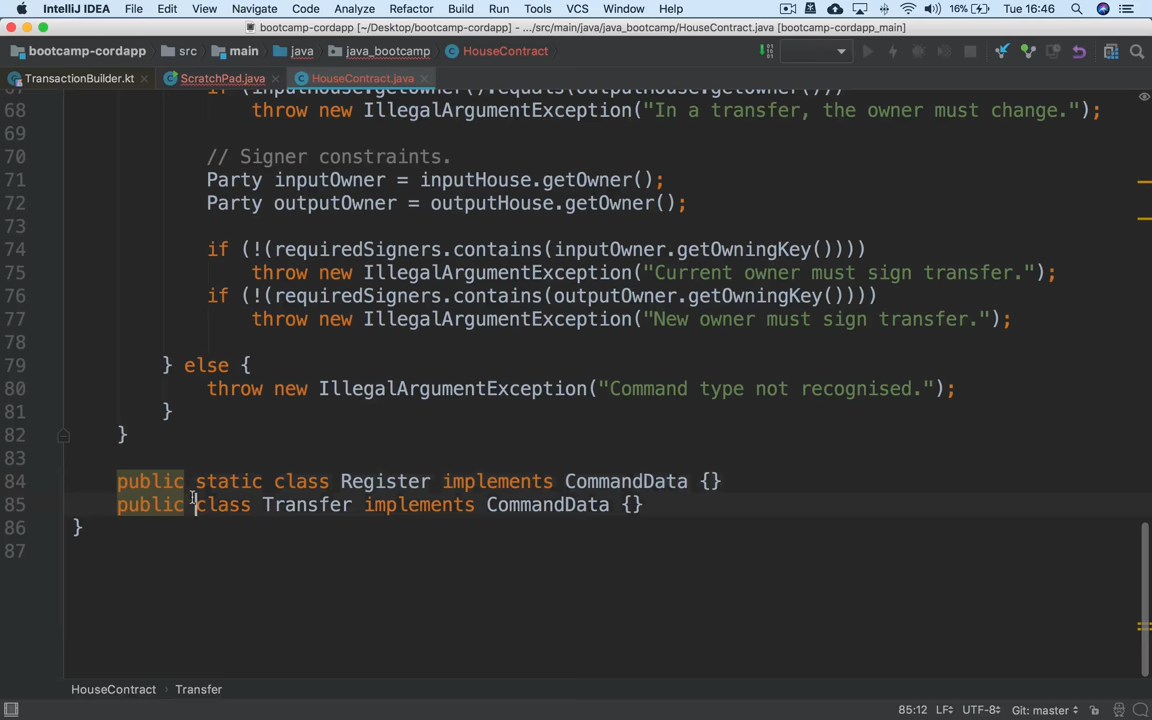 IntelliJ IDEA File Edit View Navigate Code Analyze Refactor Build Run Tools VCS Window Help 16% Tue 16:46
bootcamp-cordapp [~/Desktop/bootcamp-cordapp] - .../src/main/java/java_bootcamp/HouseContract.java [bootcamp-cordapp_main]
bootcamp-cordapp src main java java_bootcamp HouseContract
TransactionBuilder.kt ScratchPad.java HouseContract.java
68 throw new IllegalArgumentException("In a transfer, the owner must change.");
69
70 // Signer constraints.
71 Party inputOwner = inputHouse.getOwner();
72 Party outputOwner = outputHouse.getOwner();
73
74 if (!(requiredSigners.contains(inputOwner.getOwningKey())))
75 throw new IllegalArgumentException("Current owner must sign transfer.");
76 if (!(requiredSigners.contains(outputOwner.getOwningKey())))
77 throw new IllegalArgumentException("New owner must sign transfer.");
78
79 } else {
80 throw new IllegalArgumentException("Command type not recognised.");
81 }
82 }
83
84 public static class Register implements CommandData {}
85 public class Transfer implements CommandData {}
86 }
87
HouseContract › Transfer
85:12 LF UTF-8 Git: master